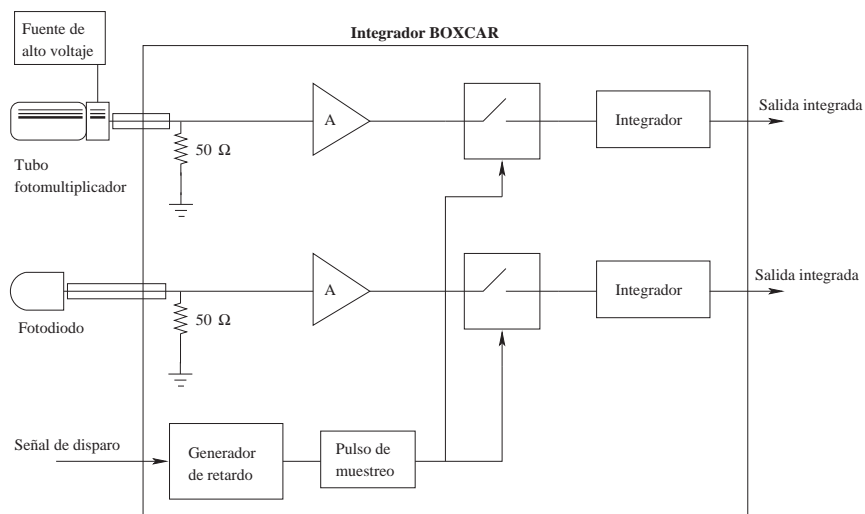 Fuente de
alto voltaje
Integrador BOXCAR
A
Integrador
Salida integrada
50 Ω
Tubo
fotomultiplicador
A
Integrador
Salida integrada
50 Ω
Fotodiodo
Señal de disparo
Generador
de retardo
Pulso de
muestreo